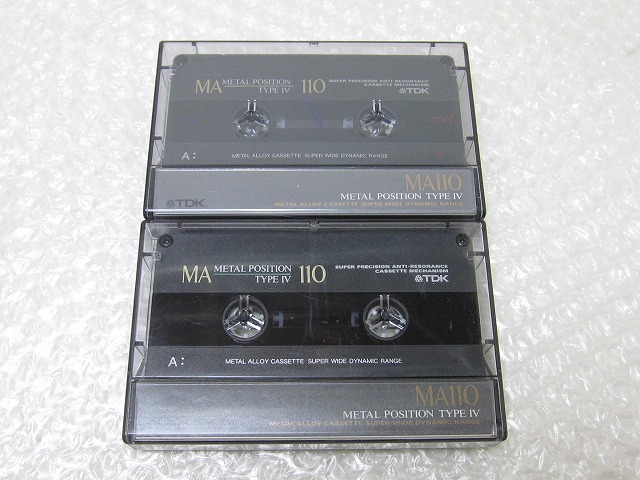 MA METAL POSITION TYPE IV 110
SUPER PRECISION ANTI-RESONANCE
CASSETTE MECHANISM
TDK
A:
METAL ALLOY CASSETTE SUPER WIDE DYNAMIC RANGE
MA110
TDK
METAL POSITION TYPE IV
METAL ALLOY CASSETTE SUPER WIDE DYNAMIC RANGE
MA METAL POSITION TYPE IV 110
SUPER PRECISION ANTI-RESONANCE
CASSETTE MECHANISM
TDK
A:
METAL ALLOY CASSETTE SUPER WIDE DYNAMIC RANGE
MA110
METAL POSITION TYPE IV
METAL ALLOY CASSETTE SUPER WIDE DYNAMIC RANGE